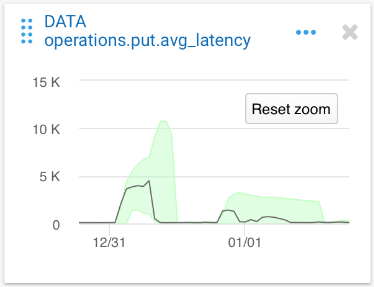 DATA
operations.put.avg_latency
15 K
Reset zoom
10 K
5 K
0
12/31
01/01